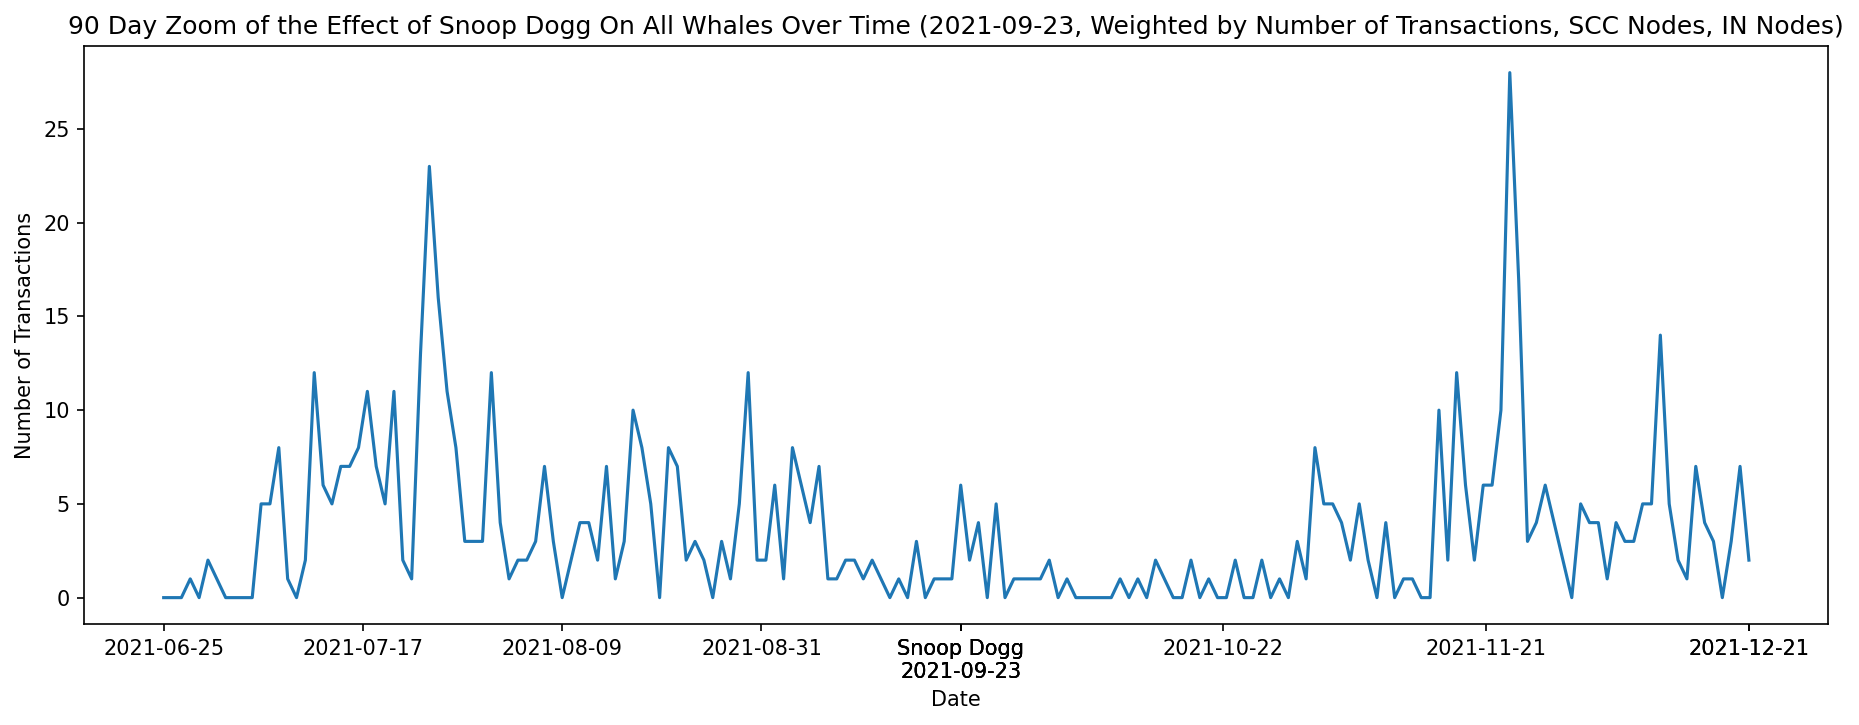 90 Day Zoom of the Effect of Snoop Dogg On All Whales Over Time (2021-09-23, Weighted by Number of Transactions, SCC Nodes, IN Nodes)
Number of Transactions
25
20
15
10
5
0
2021-06-25 2021-07-17 2021-08-09 2021-08-31 Snoop Dogg 2021-10-22 2021-11-21 2021-12-21
2021-09-23
Date